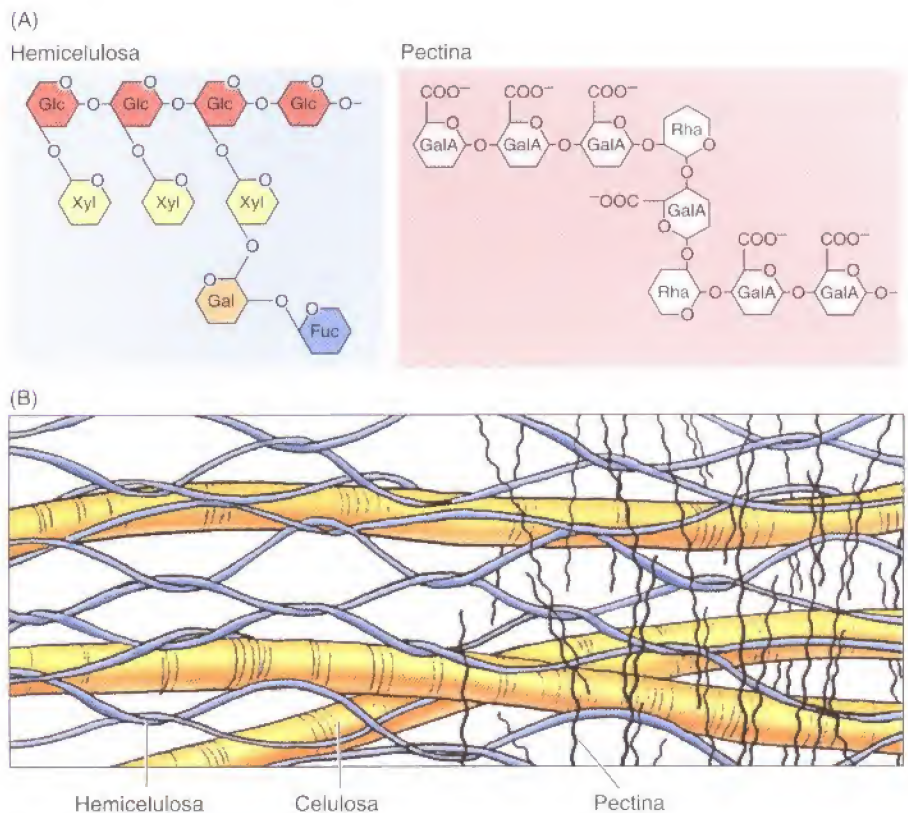 (A)
Hemicelulosa
Pectina
O O O O
Glc O Glc O Glc O Glc O–
O O O
O O O
Xyl Xyl Xyl
O
O
Gal O O
Fuc
COO⁻ COO⁻ COO⁻
O O O
GalA O GalA O GalA O Rha O
O
⁻OOC GalA
O
O
COO⁻ COO⁻
O O
Rha O GalA O GalA O–
O
(B)
Hemicelulosa Celulosa Pectina